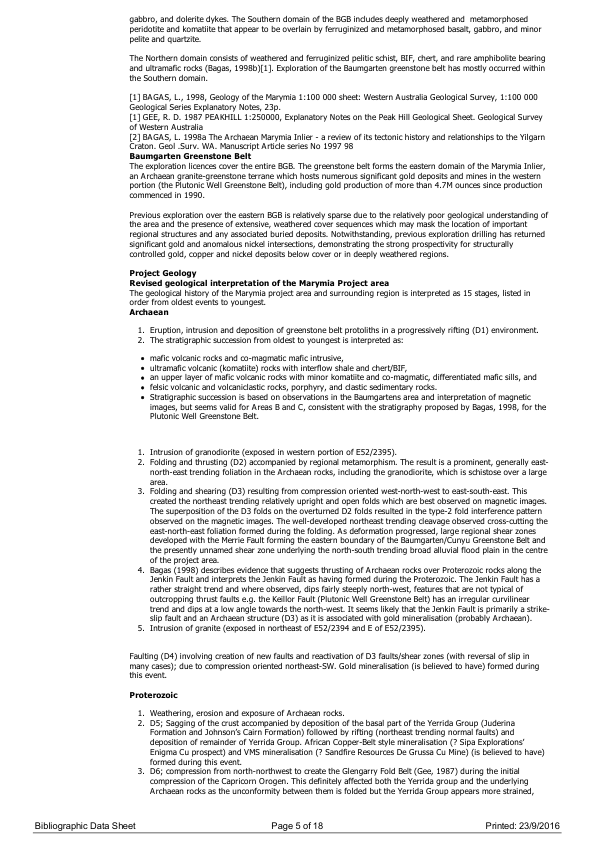 gabbro, and dolerite dykes. The Southern domain of the BGB includes deeply weathered and metamorphosed
peridotite and komatiite that appear to be overlain by ferruginized and metamorphosed basalt, gabbro, and minor
pelite and quartzite.
The Northern domain consists of weathered and ferruginized pelitic schist, BIF, chert, and rare amphibolite bearing
and ultramafic rocks (Bagas, 1998b)[1]. Exploration of the Baumgarten greenstone belt has mostly occurred within
the Southern domain.
[1] BAGAS, L., 1998, Geology of the Marymia 1:100 000 sheet: Western Australia Geological Survey, 1:100 000
Geological Series Explanatory Notes, 23p.
[1] GEE, R. D. 1987 PEAKHILL 1:250000, Explanatory Notes on the Peak Hill Geological Sheet. Geological Survey
of Western Australia
[2] BAGAS, L. 1998a The Archaean Marymia Inlier - a review of its tectonic history and relationships to the Yilgarn
Craton. Geol .Surv. WA. Manuscript Article series No 1997 98
Baumgarten Greenstone Belt
The exploration licences cover the entire BGB. The greenstone belt forms the eastern domain of the Marymia Inlier,
an Archaean granite-greenstone terrane which hosts numerous significant gold deposits and mines in the western
portion (the Plutonic Well Greenstone Belt), including gold production of more than 4.7M ounces since production
commenced in 1990.
Previous exploration over the eastern BGB is relatively sparse due to the relatively poor geological understanding of
the area and the presence of extensive, weathered cover sequences which may mask the location of important
regional structures and any associated buried deposits. Notwithstanding, previous exploration drilling has returned
significant gold and anomalous nickel intersections, demonstrating the strong prospectivity for structurally
controlled gold, copper and nickel deposits below cover or in deeply weathered regions.
Project Geology
Revised geological interpretation of the Marymia Project area
The geological history of the Marymia project area and surrounding region is interpreted as 15 stages, listed in
order from oldest events to youngest.
Archaean
1. Eruption, intrusion and deposition of greenstone belt protoliths in a progressively rifting (D1) environment.
2. The stratigraphic succession from oldest to youngest is interpreted as:
• mafic volcanic rocks and co-magmatic mafic intrusive,
• ultramafic volcanic (komatiite) rocks with interflow shale and chert/BIF,
• an upper layer of mafic volcanic rocks with minor komatiite and co-magmatic, differentiated mafic sills, and
• felsic volcanic and volcaniclastic rocks, porphyry, and clastic sedimentary rocks.
• Stratigraphic succession is based on observations in the Baumgartens area and interpretation of magnetic
images, but seems valid for Areas B and C, consistent with the stratigraphy proposed by Bagas, 1998, for the
Plutonic Well Greenstone Belt.
1. Intrusion of granodiorite (exposed in western portion of E52/2395).
2. Folding and thrusting (D2) accompanied by regional metamorphism. The result is a prominent, generally east-
north-east trending foliation in the Archaean rocks, including the granodiorite, which is schistose over a large
area.
3. Folding and shearing (D3) resulting from compression oriented west-north-west to east-south-east. This
created the northeast trending relatively upright and open folds which are best observed on magnetic images.
The superposition of the D3 folds on the overturned D2 folds resulted in the type-2 fold interference pattern
observed on the magnetic images. The well-developed northeast trending cleavage observed cross-cutting the
east-north-east foliation formed during the folding. As deformation progressed, large regional shear zones
developed with the Merrie Fault forming the eastern boundary of the Baumgarten/Cunyu Greenstone Belt and
the presently unnamed shear zone underlying the north-south trending broad alluvial flood plain in the centre
of the project area.
4. Bagas (1998) describes evidence that suggests thrusting of Archaean rocks over Proterozoic rocks along the
Jenkin Fault and interprets the Jenkin Fault as having formed during the Proterozoic. The Jenkin Fault has a
rather straight trend and where observed, dips fairly steeply north-west, features that are not typical of
outcropping thrust faults e.g. the Keillor Fault (Plutonic Well Greenstone Belt) has an irregular curvilinear
trend and dips at a low angle towards the north-west. It seems likely that the Jenkin Fault is primarily a strike-
slip fault and an Archaean structure (D3) as it is associated with gold mineralisation (probably Archaean).
5. Intrusion of granite (exposed in northeast of E52/2394 and E of E52/2395).
Faulting (D4) involving creation of new faults and reactivation of D3 faults/shear zones (with reversal of slip in
many cases); due to compression oriented northeast-SW. Gold mineralisation (is believed to have) formed during
this event.
Proterozoic
1. Weathering, erosion and exposure of Archaean rocks.
2. D5; Sagging of the crust accompanied by deposition of the basal part of the Yerrida Group (Juderina
Formation and Johnson's Cairn Formation) followed by rifting (northeast trending normal faults) and
deposition of remainder of Yerrida Group. African Copper-Belt style mineralisation (? Sipa Explorations'
Enigma Cu prospect) and VMS mineralisation (? Sandfire Resources De Grussa Cu Mine) (is believed to have)
formed during this event.
3. D6; compression from north-northwest to create the Glengarry Fold Belt (Gee, 1987) during the initial
compression of the Capricorn Orogen. This definitely affected both the Yerrida group and the underlying
Archaean rocks as the unconformity between them is folded but the Yerrida Group appears more strained,
Bibliographic Data Sheet Page 5 of 18 Printed: 23/9/2016